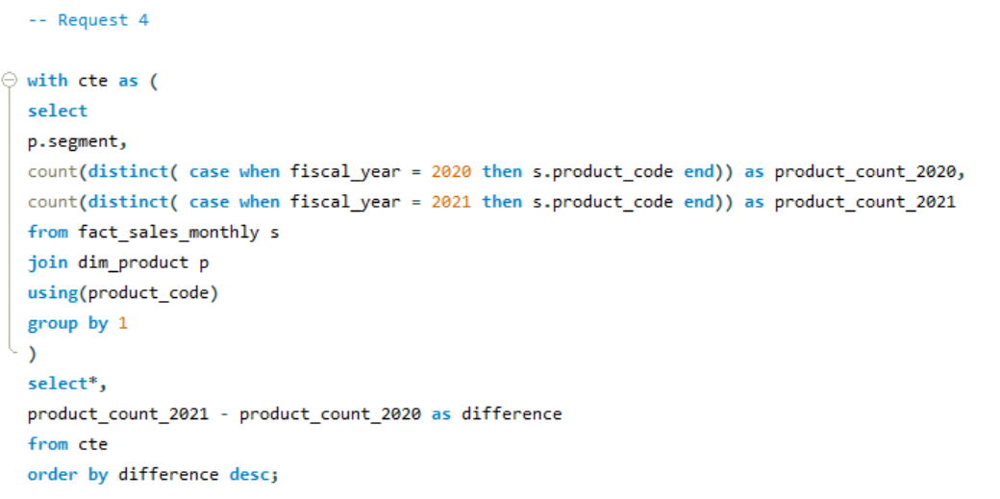 -- Request 4
with cte as (
select
p.segment,
count(distinct( case when fiscal_year = 2020 then s.product_code end)) as product_count_2020,
count(distinct( case when fiscal_year = 2021 then s.product_code end)) as product_count_2021
from fact_sales_monthly s
join dim_product p
using(product_code)
group by 1
)
select*,
product_count_2021 - product_count_2020 as difference
from cte
order by difference desc;